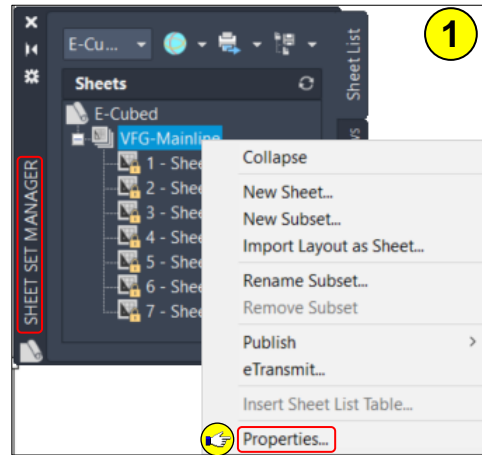 1
E-Cu...
Sheet List
Sheets
E-Cubed
VFG-Mainline
1 - Shee
2 - Shee
3 - Shee
4 - Shee
5 - Shee
6 - Shee
7 - Shee
SHEET SET MANAGER
Collapse
New Sheet...
New Subset...
Import Layout as Sheet...
Rename Subset...
Remove Subset
Publish
eTransmit...
Insert Sheet List Table...
Properties...